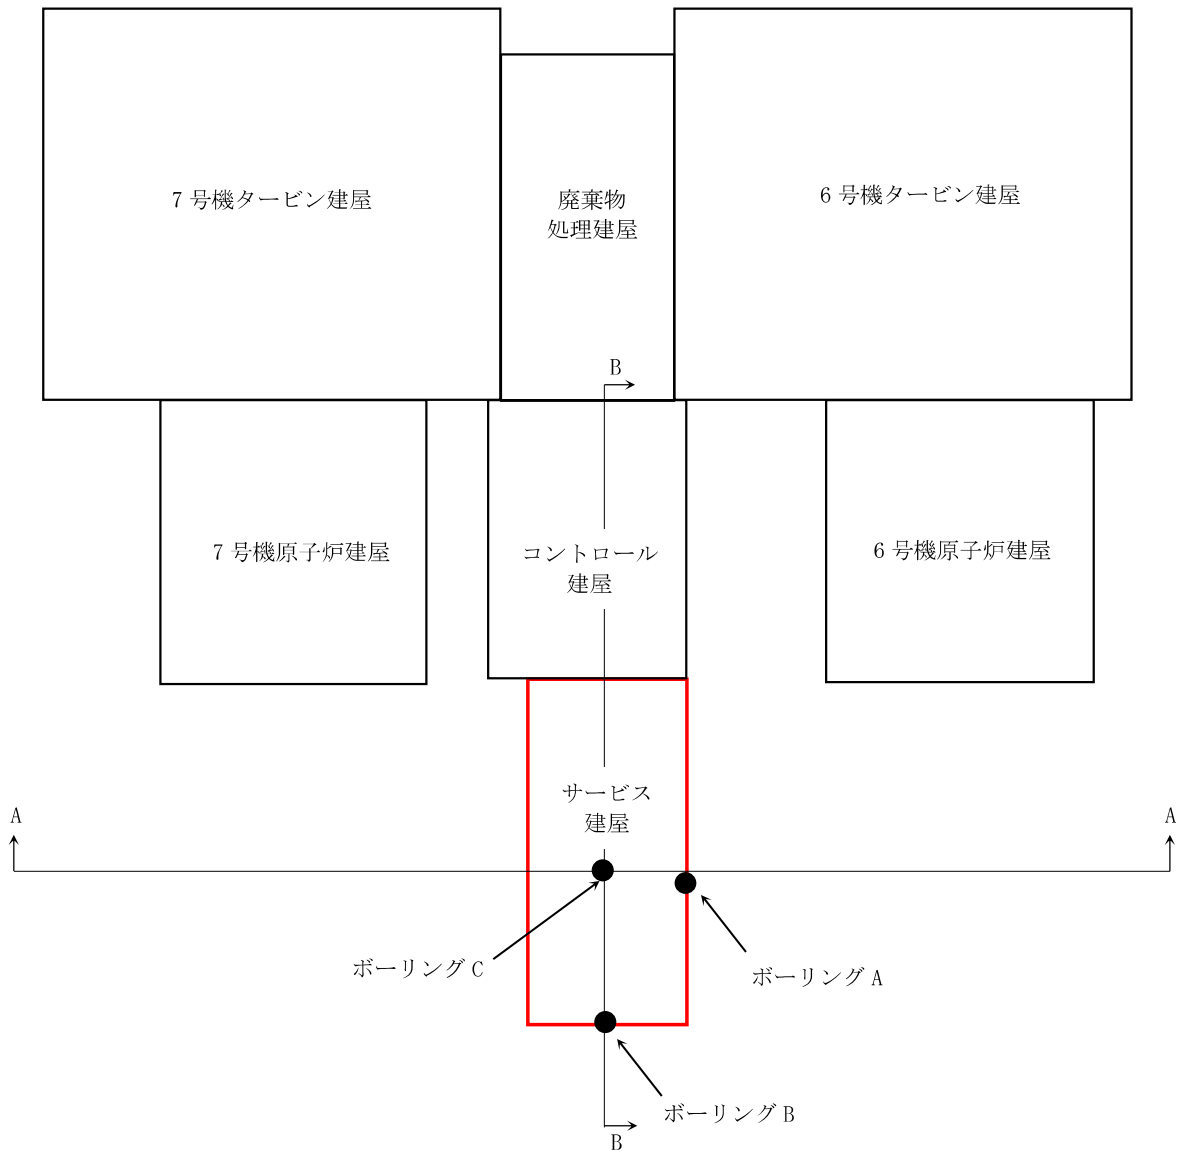 7号機タービン建屋
廃棄物
処理建屋
6号機タービン建屋
B
7号機原子炉建屋
コントロール
建屋
6号機原子炉建屋
サービス
建屋
A
A
ボーリングC
ボーリングA
ボーリングB
B